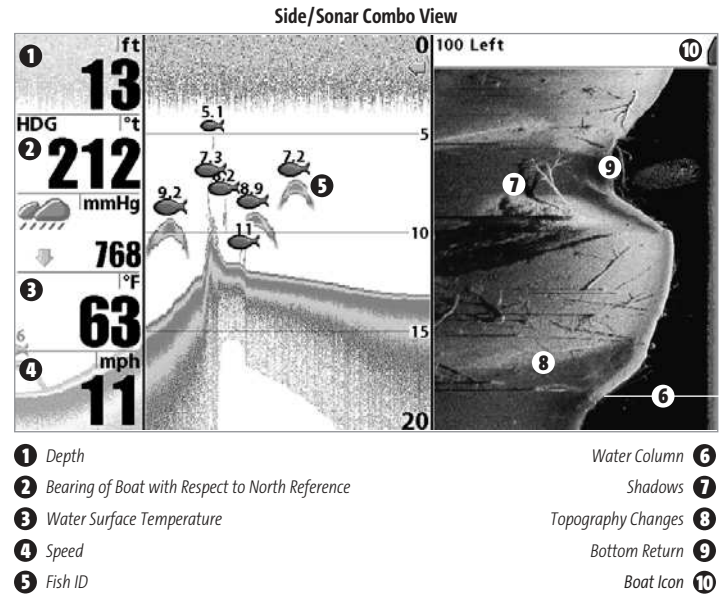 Side/Sonar Combo View
1
ft
13
HDG
°t
2
212
mmHg
768
°F
3
63
6
mph
4
11
0
5
10
15
20
5.1
7.3
7.2
9.2
8.9
11
5
100 Left
10
9
7
8
6
1 Depth
2 Bearing of Boat with Respect to North Reference
3 Water Surface Temperature
4 Speed
5 Fish ID
Water Column 6
Shadows 7
Topography Changes 8
Bottom Return 9
Boat Icon 10